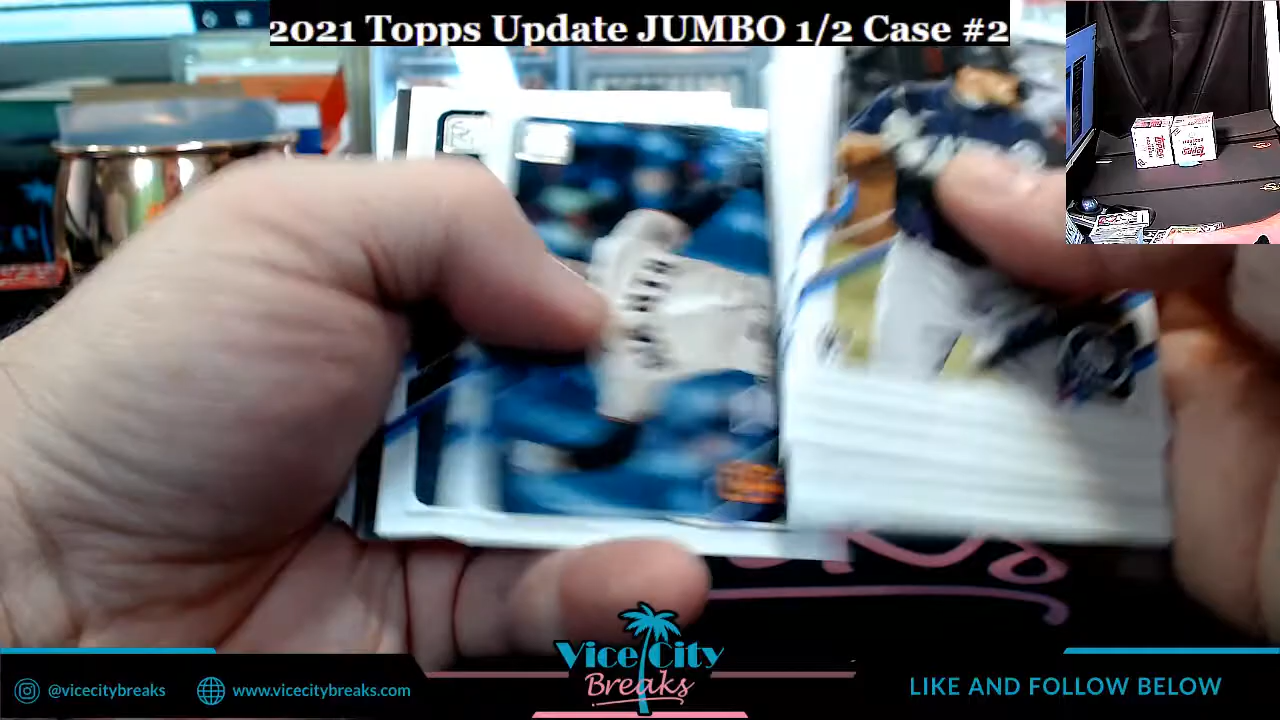 2021 Topps Update JUMBO 1/2 Case #2
Vice City
Breaks
@vicecitybreaks
www.vicecitybreaks.com
LIKE AND FOLLOW BELOW